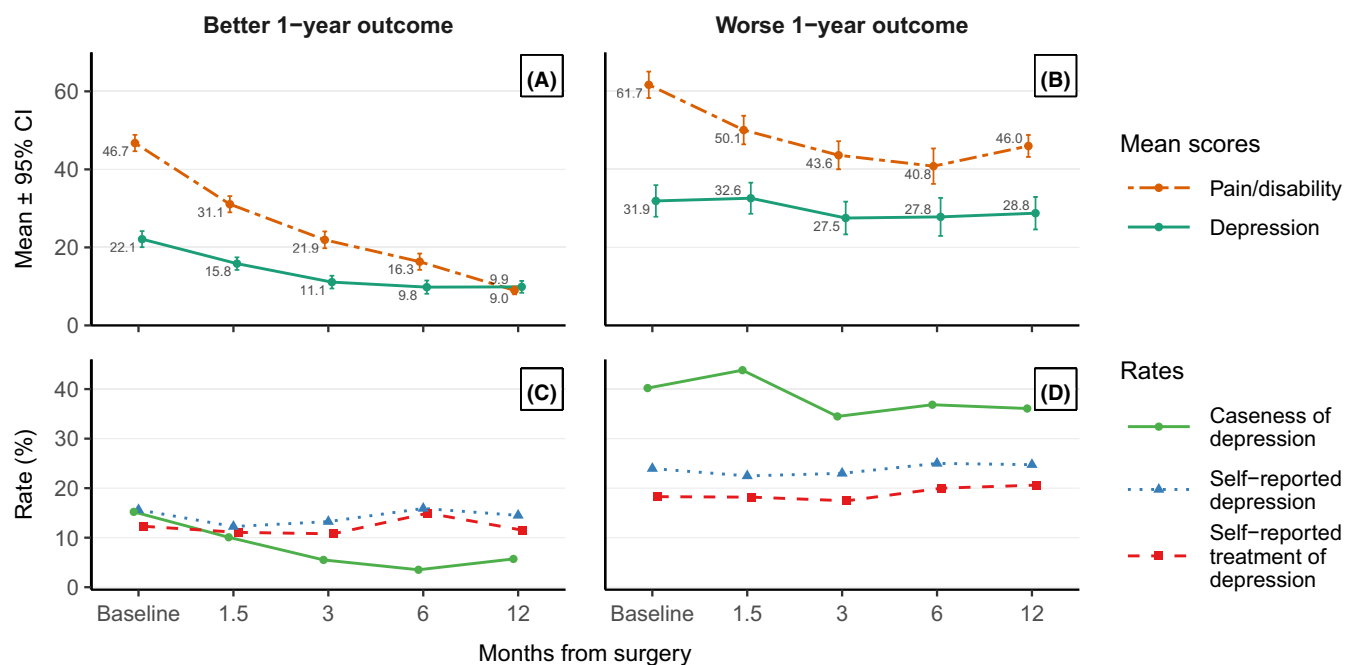 Better 1−year outcome
Worse 1−year outcome
Mean ± 95% CI
60
40
20
0
(A)
46.7
31.1
21.9
16.3
9.0
22.1
15.8
11.1
9.8
9.9
(B)
61.7
50.1
43.6
40.8
46.0
31.9
32.6
27.5
27.8
28.8
Mean scores
Pain/disability
Depression
Rate (%)
40
30
20
10
0
(C)
(D)
Baseline 1.5 3 6 12
Baseline 1.5 3 6 12
Months from surgery
Rates
Caseness of
depression
Self−reported
depression
Self−reported
treatment of
depression